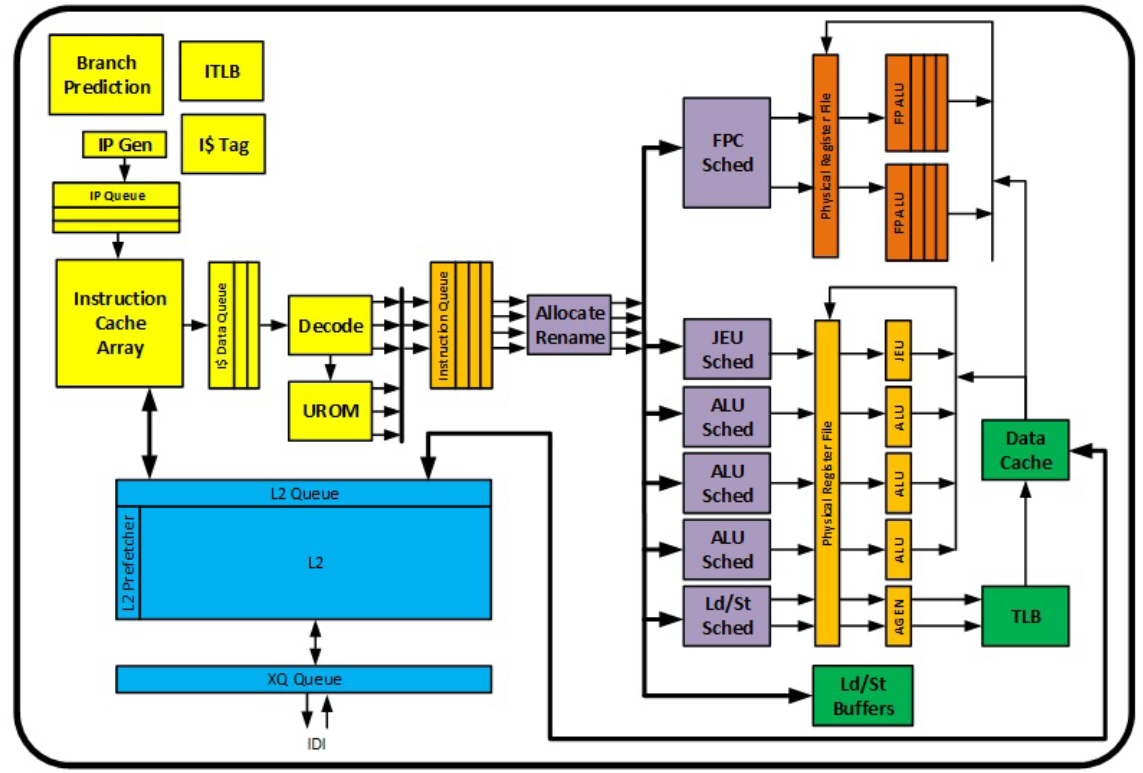 Branch
Prediction
ITLB
IP Gen
I$ Tag
IP Queue
Instruction
Cache
Array
I$ Data Queue
Decode
UROM
Instruction Queue
Allocate
Rename
L2 Queue
L2 Prefetcher
L2
XQ Queue
IDI
FPC
Sched
Physical Register File
FP ALU
FP ALU
JEU
Sched
ALU
Sched
ALU
Sched
ALU
Sched
Ld/St
Sched
Physical Register File
JEU
ALU
ALU
ALU
AGEN
Data
Cache
TLB
Ld/St
Buffers